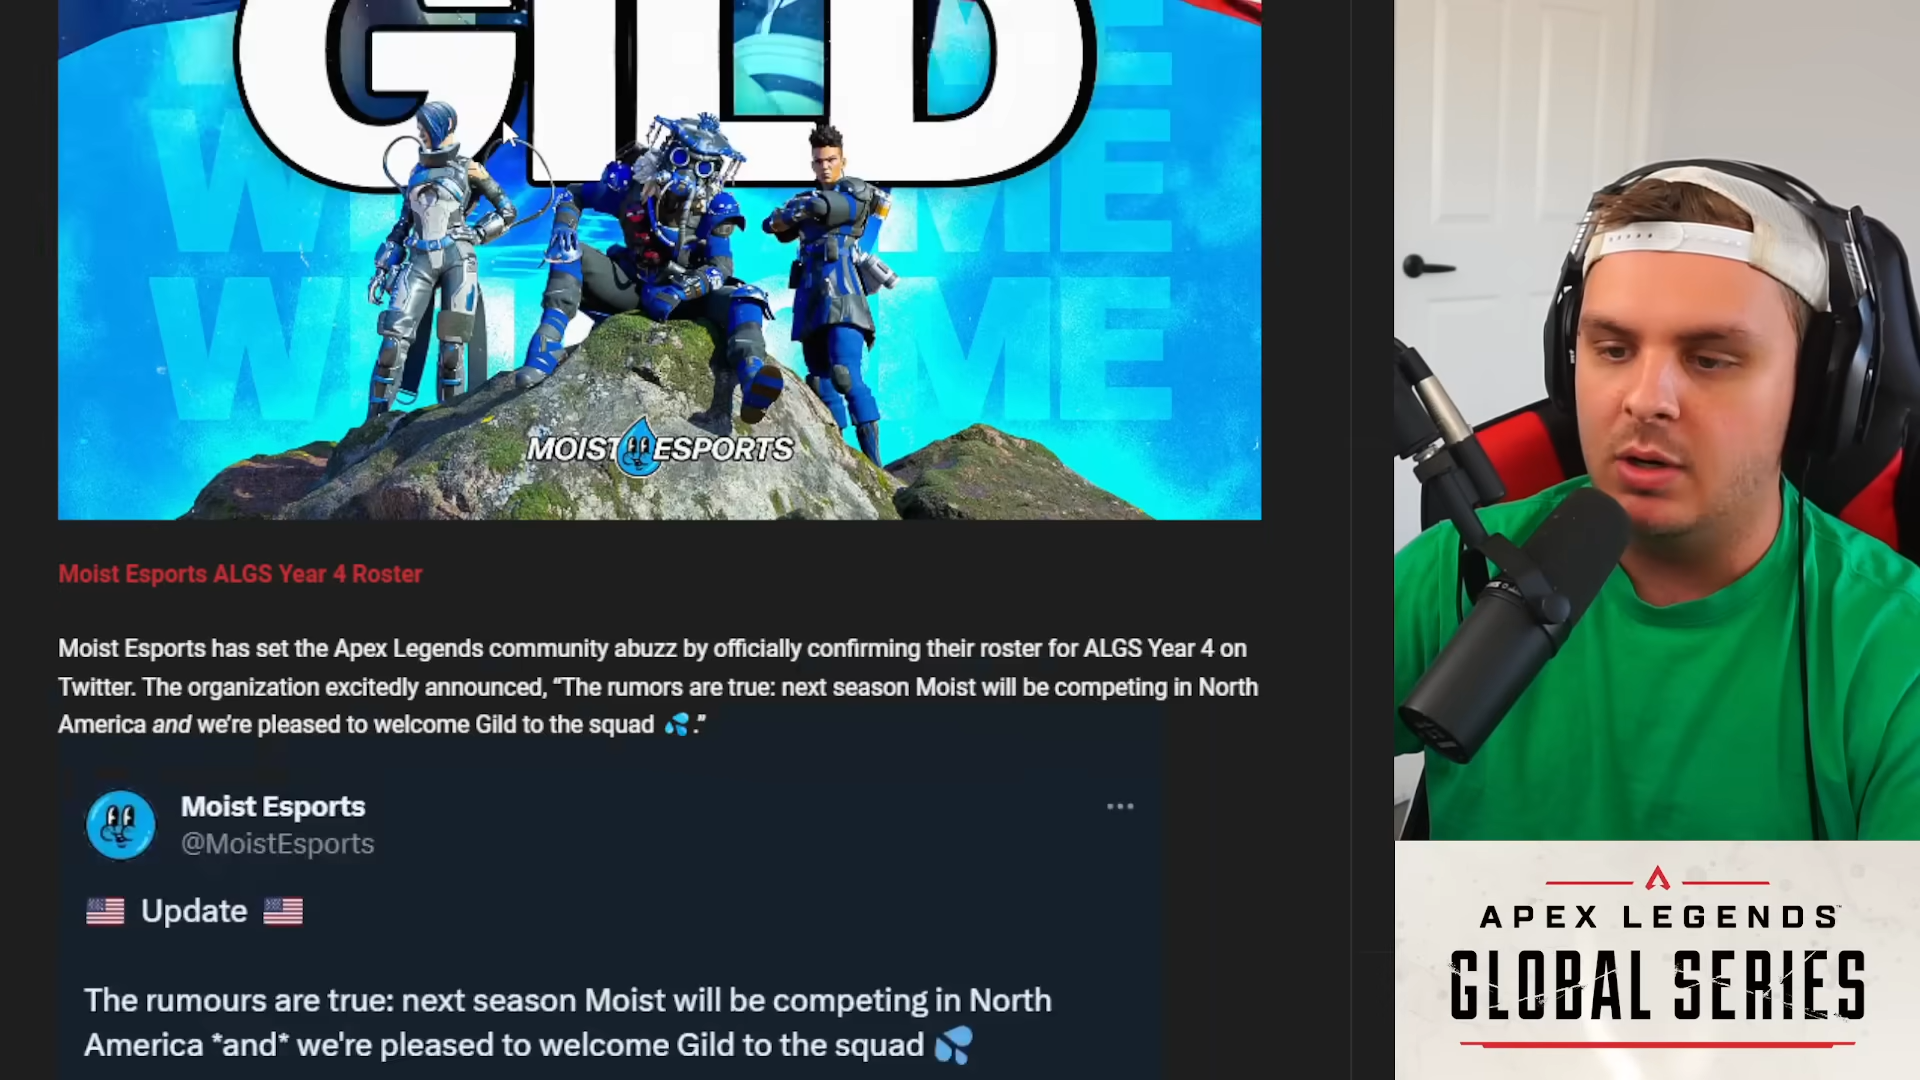 GILD
WELCOME
WELCOME
MOIST ESPORTS
Moist Esports ALGS Year 4 Roster
Moist Esports has set the Apex Legends community abuzz by officially confirming their roster for ALGS Year 4 on
Twitter. The organization excitedly announced, “The rumors are true: next season Moist will be competing in North
America and we’re pleased to welcome Gild to the squad 💦.”
Moist Esports
@MoistEsports
🇺🇸 Update 🇺🇸
The rumours are true: next season Moist will be competing in North
America *and* we're pleased to welcome Gild to the squad 💦
APEX LEGENDS™
GLOBAL SERIES